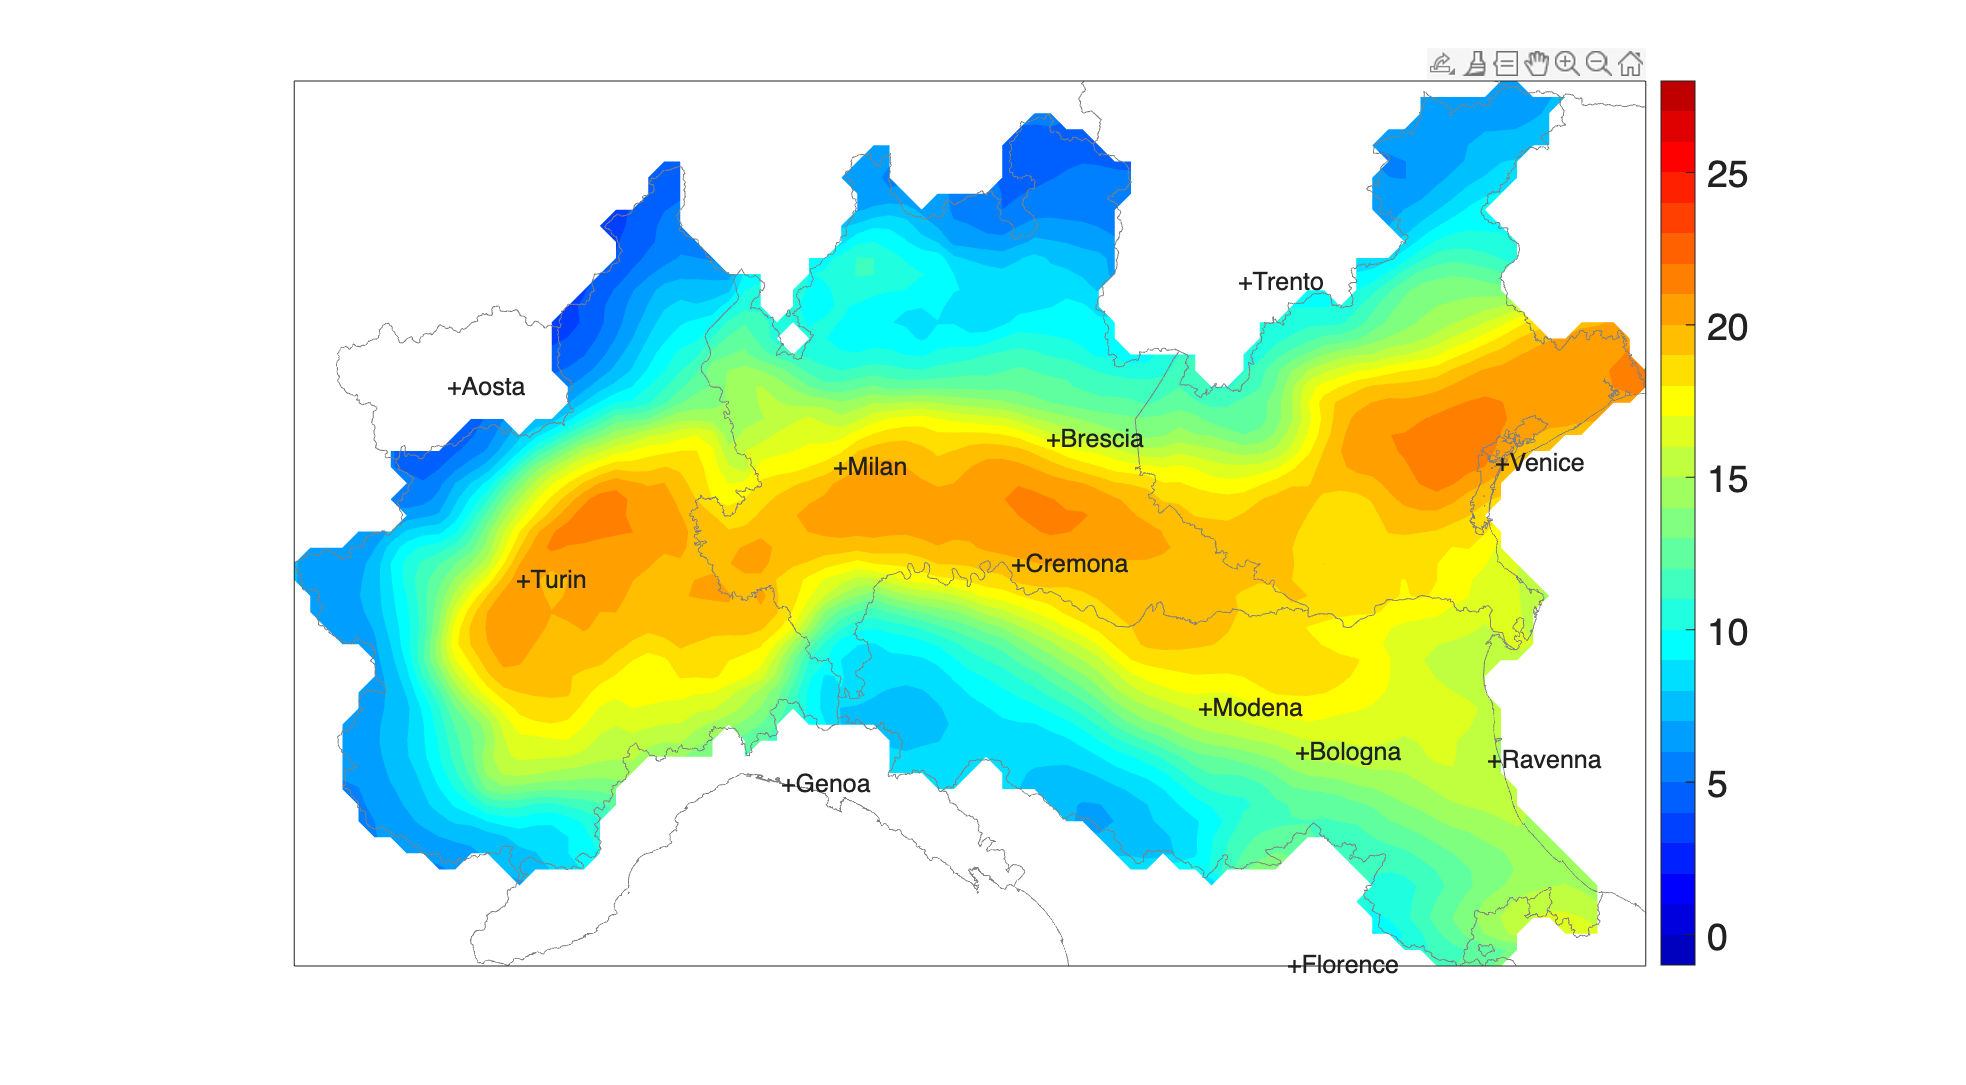 25
+Trento
20
+Aosta
+Brescia
+Milan
+Venice
15
+Cremona
+Turin
10
+Modena
+Bologna
+Ravenna
+Genoa
5
0
+Florence